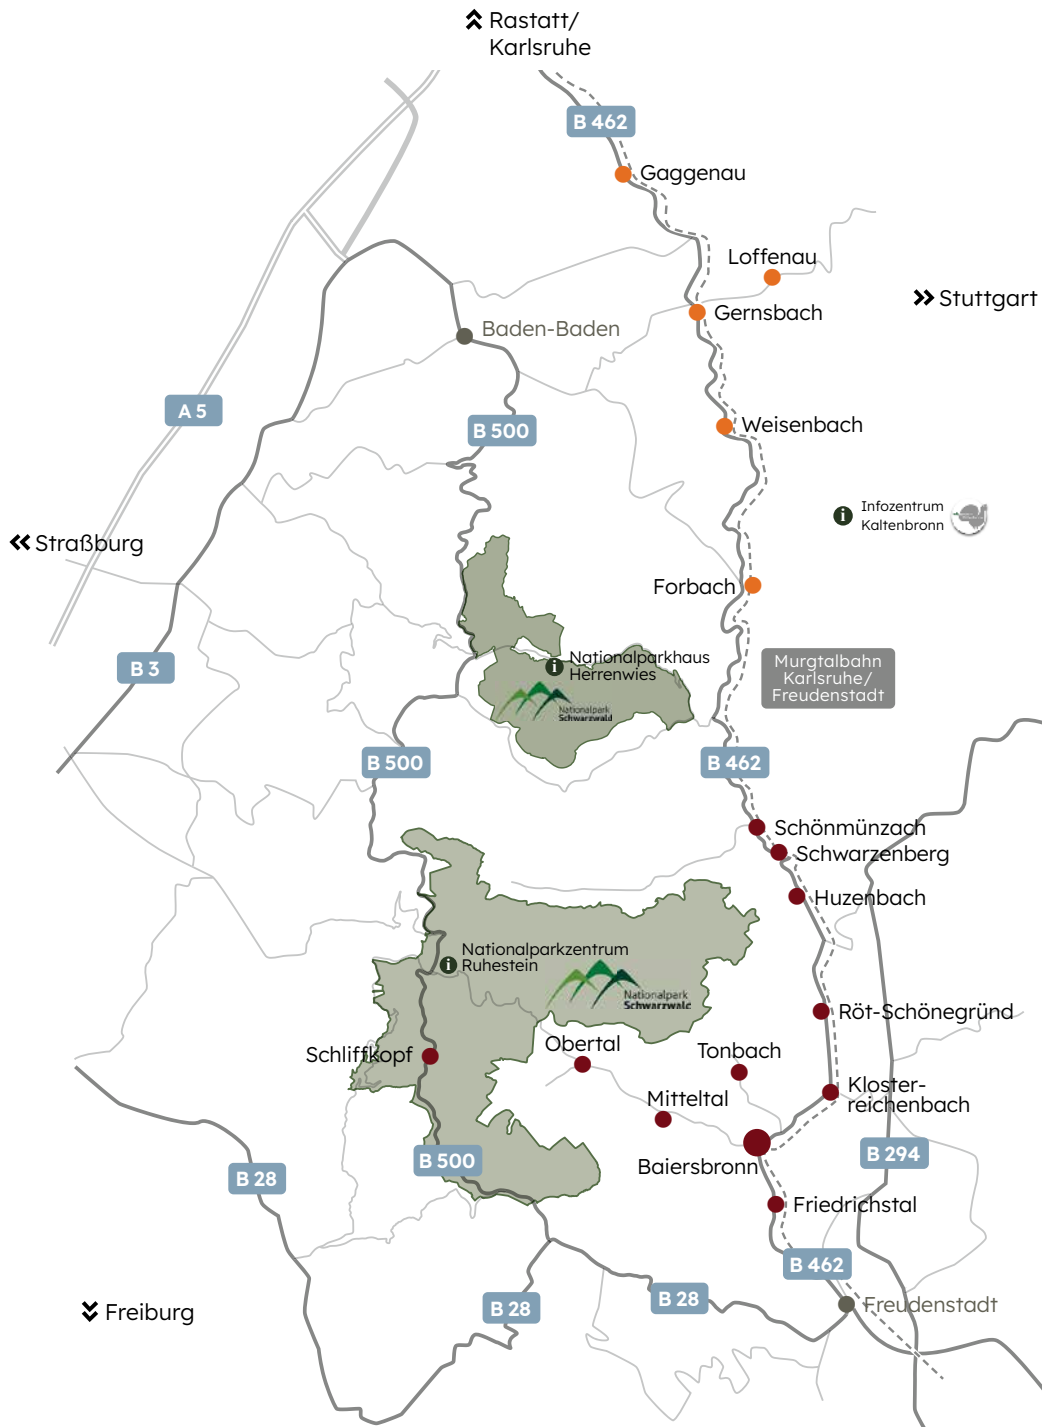 Rastatt/
Karlsruhe
B 462
Gaggenau
Loffenau
Stuttgart
Gernsbach
Baden-Baden
A 5
B 500
Weisenbach
Infozentrum
Kaltenbronn
Straßburg
Forbach
B 3
Nationalparkhaus
Herrenwies
Murgtalbahn
Karlsruhe/
Freudenstadt
Nationalpark
Schwarzwald
B 500
B 462
Schönmünzach
Schwarzenberg
Huzenbach
Nationalparkzentrum
Ruhestein
Nationalpark
Schwarzwald
Röt-Schönegründ
Schliffkopf
Obertal
Tonbach
Kloster-
reichenbach
Mitteltal
Baiersbronn
B 500
B 294
B 28
Friedrichstal
B 462
B 28
B 28
Freudenstadt
Freiburg